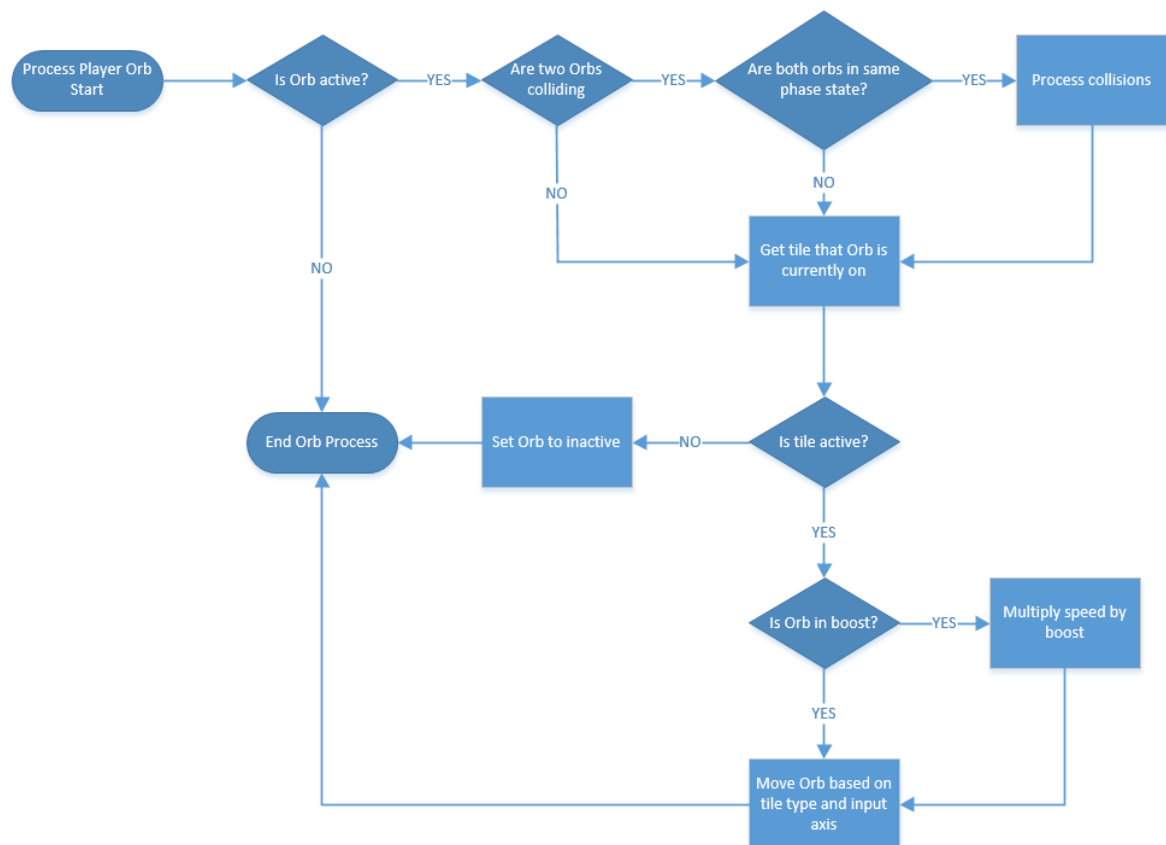 Process Player Orb
Start
Is Orb active?
YES
Are two Orbs
colliding
YES
Are both orbs in same
phase state?
YES
Process collisions
NO
NO
NO
Get tile that Orb is
currently on
End Orb Process
Set Orb to inactive
NO
Is tile active?
YES
Is Orb in boost?
YES
Multiply speed by
boost
YES
Move Orb based on
tile type and input
axis